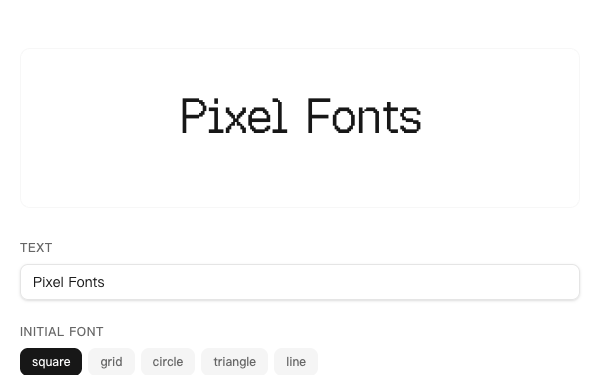 Pixel Fonts
TEXT
Pixel Fonts
INITIAL FONT
square grid circle triangle line